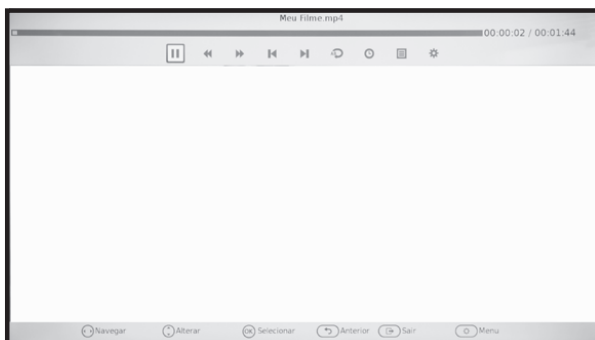 Meu Filme.mp4
00:00:02 / 00:01:44
Navegar Alterar OK Selecionar Anterior Sair Menu